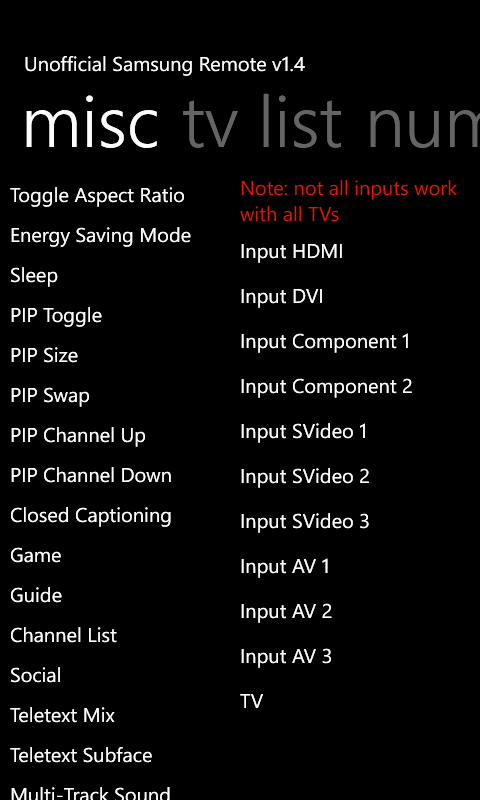 Unofficial Samsung Remote v1.4
misc tv list num
Toggle Aspect Ratio
Energy Saving Mode
Sleep
PIP Toggle
PIP Size
PIP Swap
PIP Channel Up
PIP Channel Down
Closed Captioning
Game
Guide
Channel List
Social
Teletext Mix
Teletext Subface
Multi-Track Sound
Note: not all inputs work
with all TVs
Input HDMI
Input DVI
Input Component 1
Input Component 2
Input SVideo 1
Input SVideo 2
Input SVideo 3
Input AV 1
Input AV 2
Input AV 3
TV